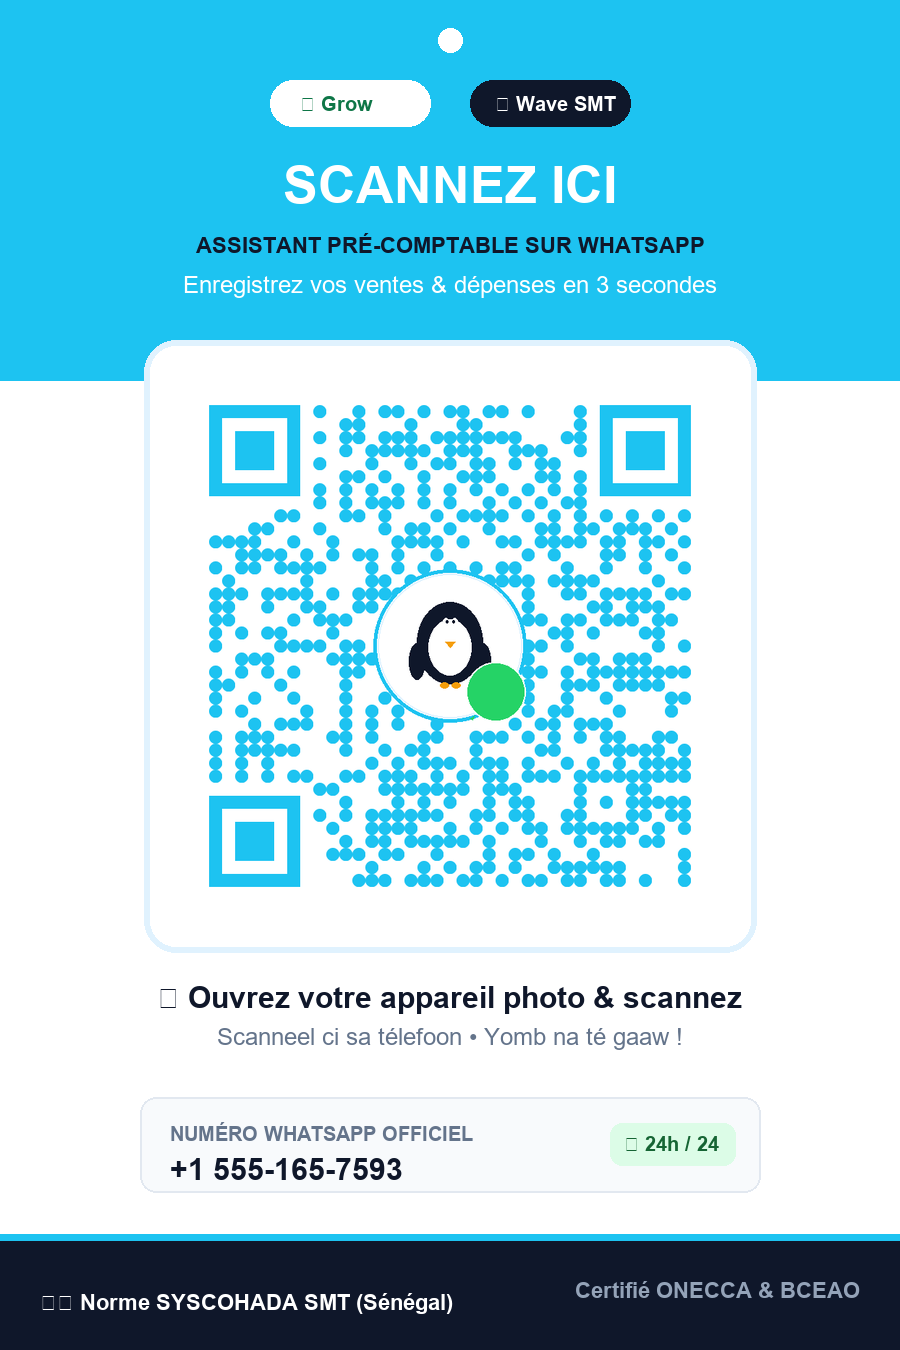 Grow
Wave SMT
SCANNEZ ICI
ASSISTANT PRÉ-COMPTABLE SUR WHATSAPP
Enregistrez vos ventes & dépenses en 3 secondes
Ouvrez votre appareil photo & scannez
Scanneel ci sa télefoon • Yomb na té gaaw !
NUMÉRO WHATSAPP OFFICIEL
+1 555-165-7593
24h / 24
Norme SYSCOHADA SMT (Sénégal)
Certifié ONECCA & BCEAO